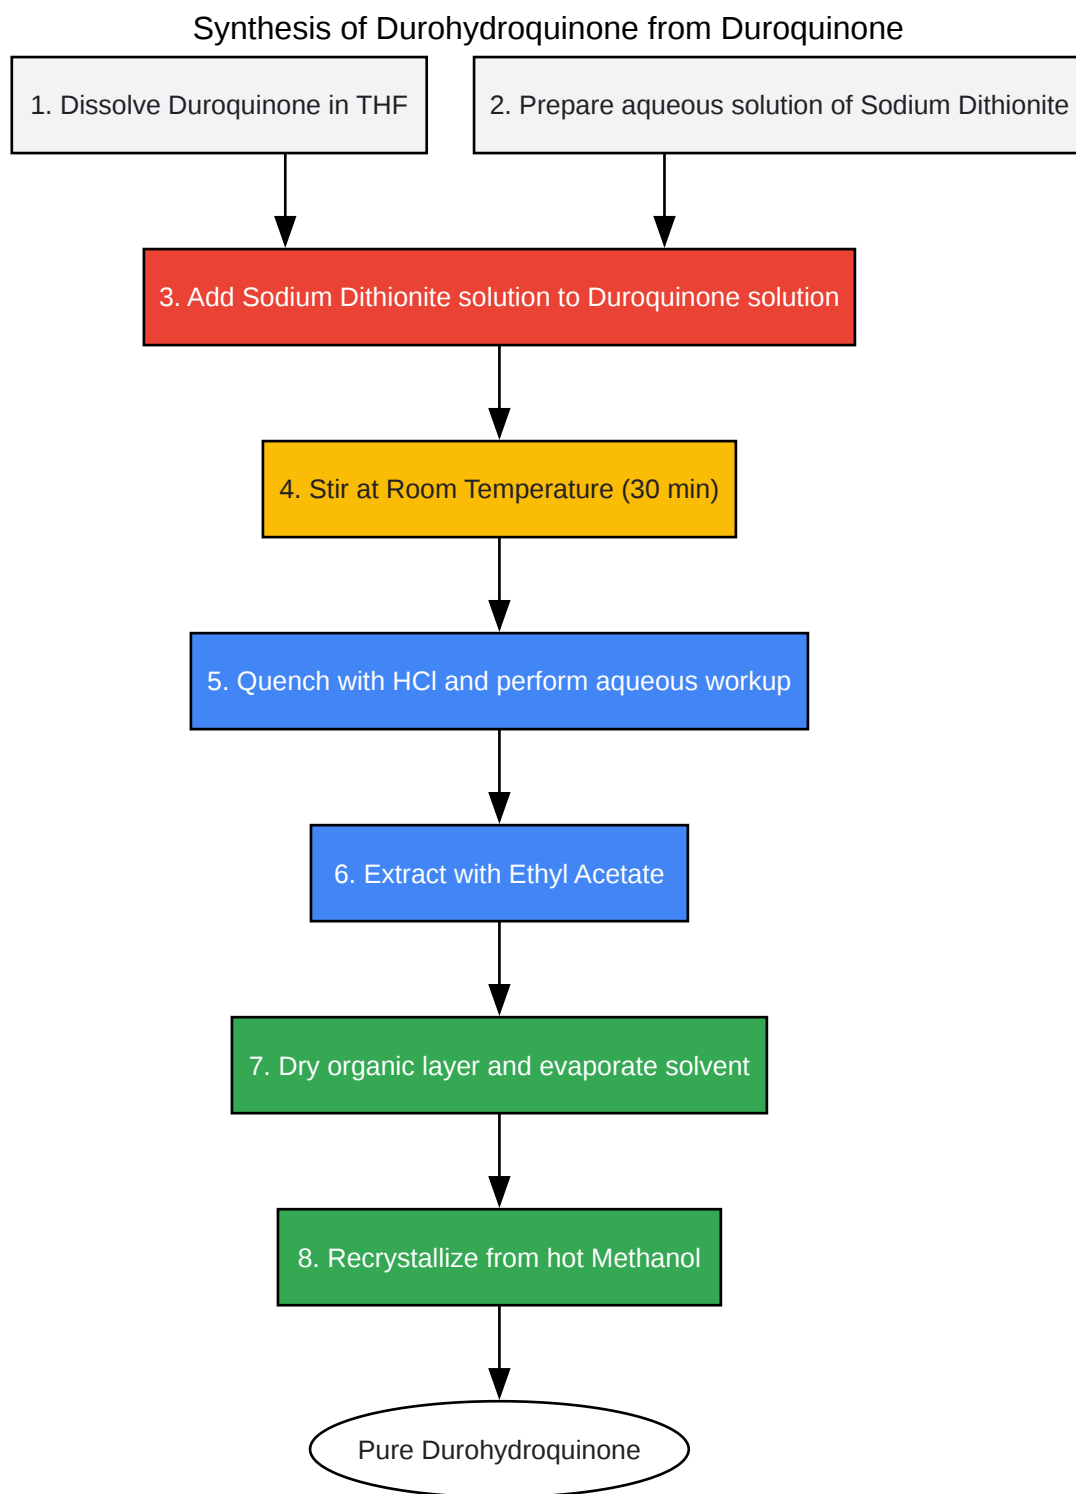 Synthesis of Durohydroquinone from Duroquinone
1. Dissolve Duroquinone in THF
2. Prepare aqueous solution of Sodium Dithionite
3. Add Sodium Dithionite solution to Duroquinone solution
4. Stir at Room Temperature (30 min)
5. Quench with HCl and perform aqueous workup
6. Extract with Ethyl Acetate
7. Dry organic layer and evaporate solvent
8. Recrystallize from hot Methanol
Pure Durohydroquinone